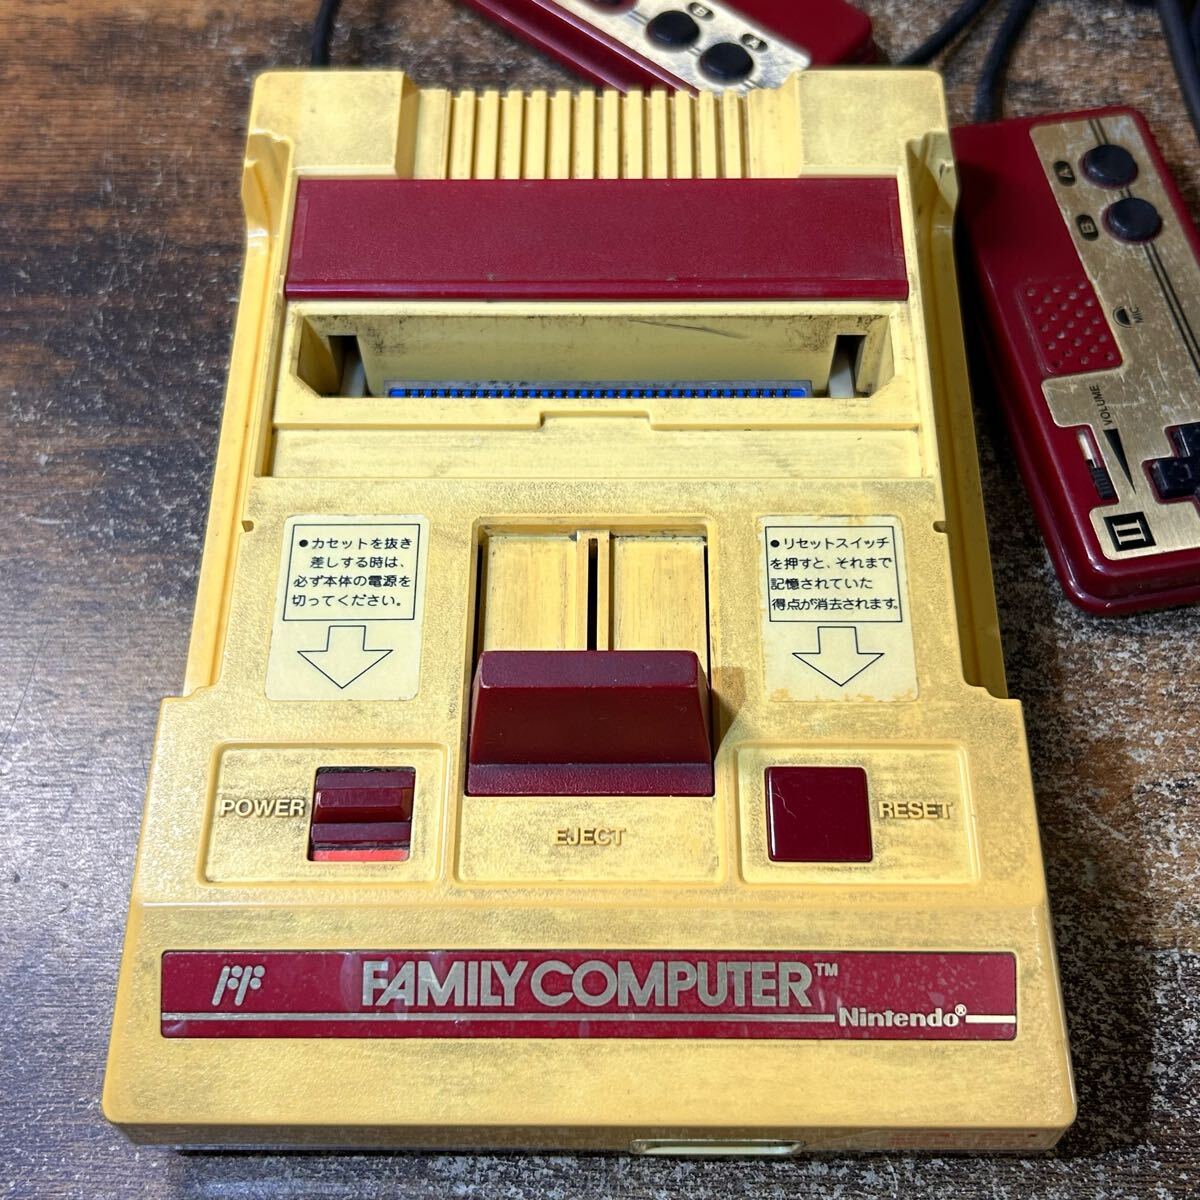 B
A
A
B
MIC
VOLUME
II
●カセットを抜き
差しする時は、
必ず本体の電源を
切ってください。
●リセットスイッチ
を押すと、それまで
記憶されていた
得点が消去されます。
POWER
EJECT
RESET
FF
FAMILY COMPUTER™
Nintendo®